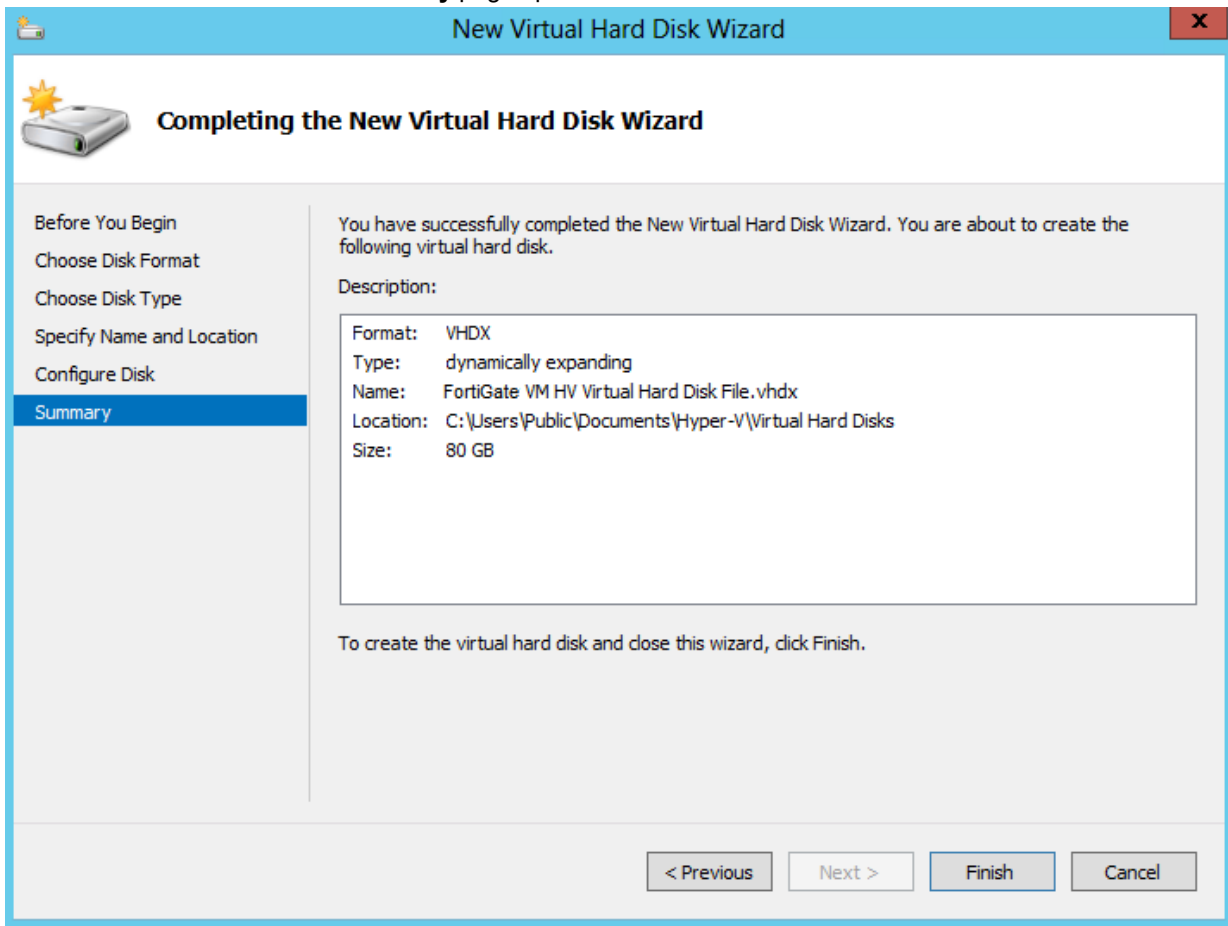 New Virtual Hard Disk Wizard
x
Completing the New Virtual Hard Disk Wizard
Before You Begin
Choose Disk Format
Choose Disk Type
Specify Name and Location
Configure Disk
Summary
You have successfully completed the New Virtual Hard Disk Wizard. You are about to create the
following virtual hard disk.
Description:
Format: VHDX
Type: dynamically expanding
Name: FortiGate VM HV Virtual Hard Disk File.vhdx
Location: C:\Users\Public\Documents\Hyper-V\Virtual Hard Disks
Size: 80 GB
To create the virtual hard disk and close this wizard, click Finish.
< Previous
Next >
Finish
Cancel